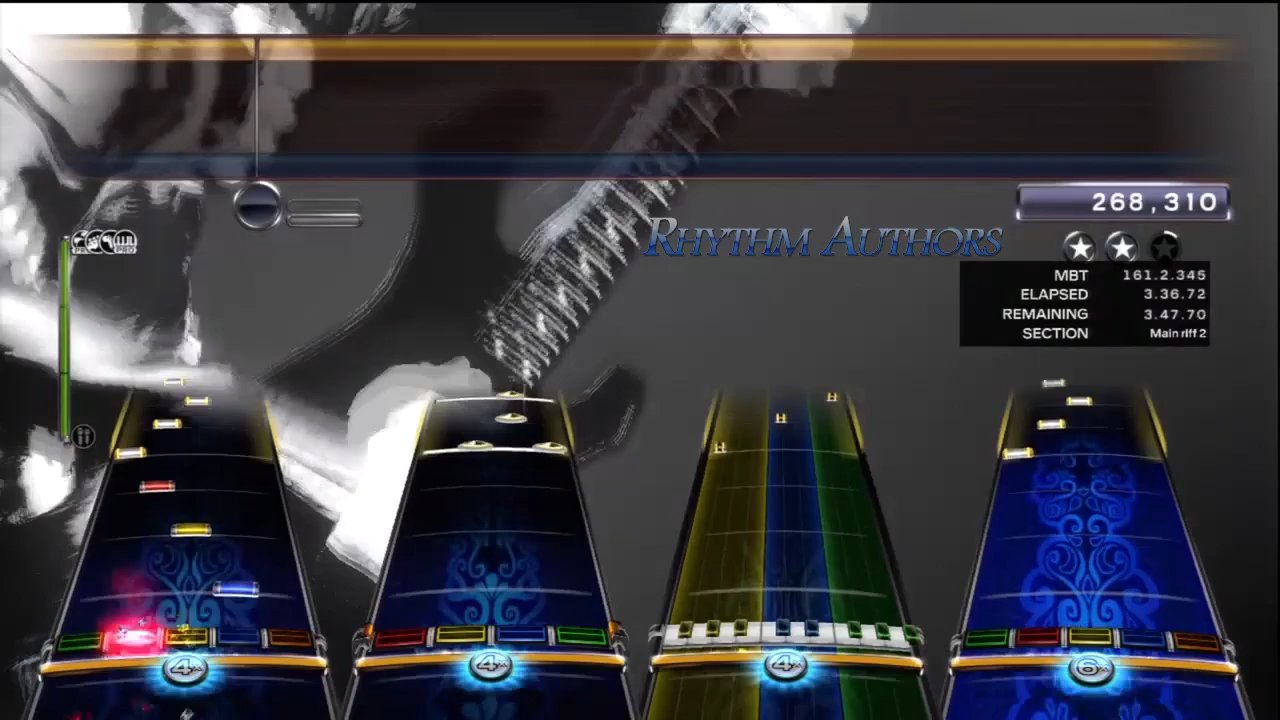 268,310
RHYTHM AUTHORS
MBT 161.2.345
ELAPSED 3.36.72
REMAINING 3.47.70
SECTION Main riff 2
H
H
H
4x 4x 4x 6x